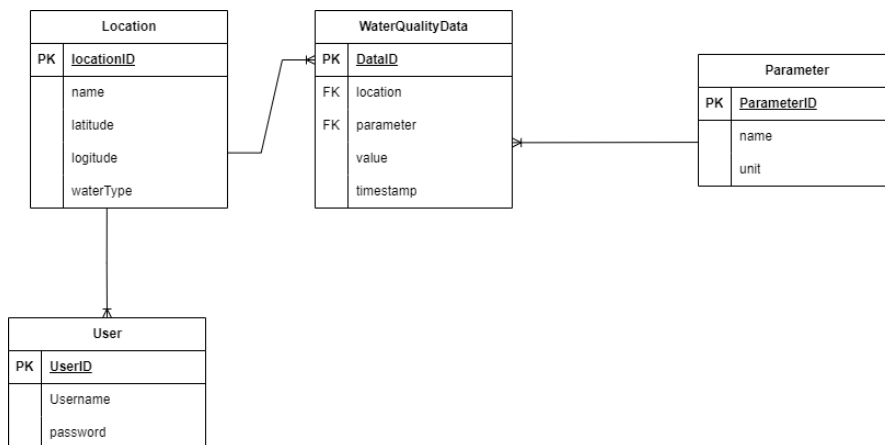 Location
PK locationID
name
latitude
logitude
waterType
WaterQualityData
PK DataID
FK location
FK parameter
value
timestamp
Parameter
PK ParameterID
name
unit
User
PK UserID
Username
password